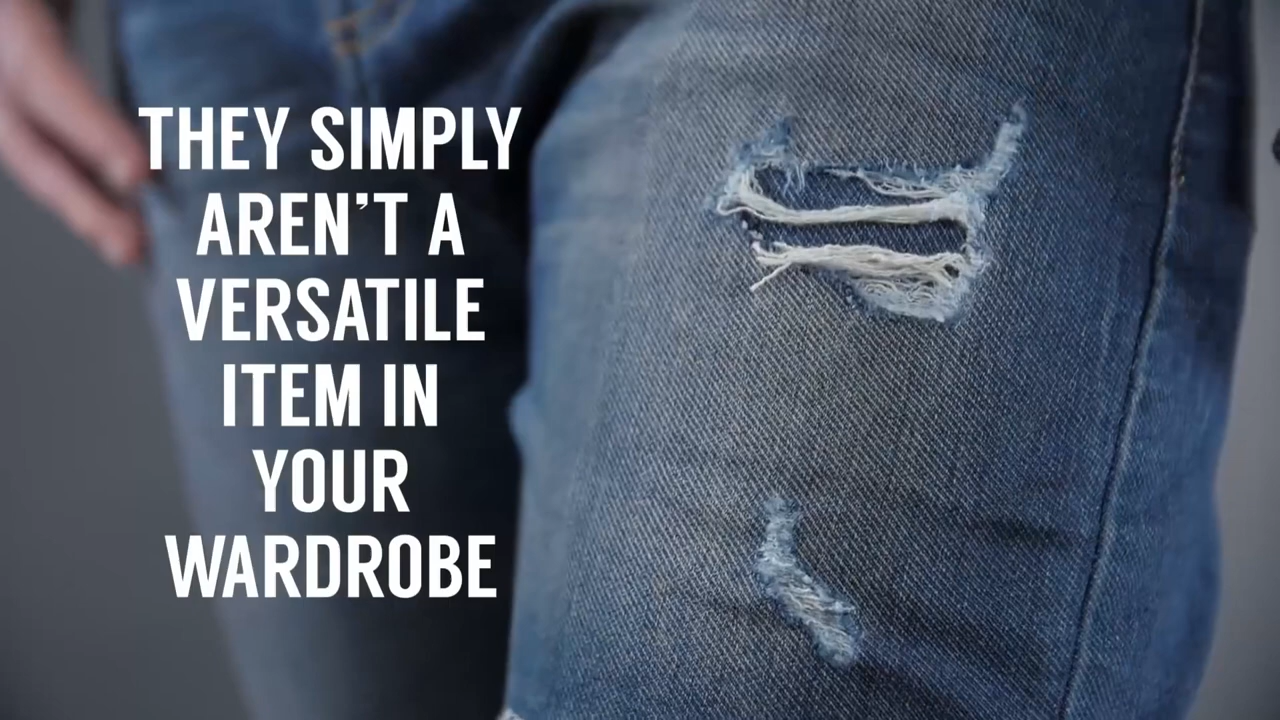 THEY SIMPLY
AREN'T A
VERSATILE
ITEM IN
YOUR
WARDROBE